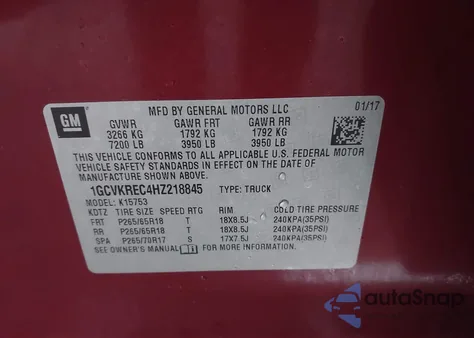 GM
MFD BY GENERAL MOTORS LLC
01/17
GVWR GAWR FRT GAWR RR
3266 KG 1792 KG 1792 KG
7200 LB 3950 LB 3950 LB
THIS VEHICLE CONFORMS TO ALL APPLICABLE U.S. FEDERAL MOTOR
VEHICLE SAFETY STANDARDS IN EFFECT ON THE DATE OF
MANUFACTURE SHOWN ABOVE.
1GCVKREC4HZ218845 TYPE: TRUCK
MODEL: K15753
KDTZ TIRE SIZE SPEED RTG RIM COLD TIRE PRESSURE
FRT P265/65R18 T 18X8.5J 240KPA(35PSI)
RR P265/65R18 T 18X8.5J 240KPA(35PSI)
SPA P265/70R17 S 17X7.5J 240KPA(35PSI)
SEE OWNER'S MANUAL FOR MORE INFORMATION
autoSnap